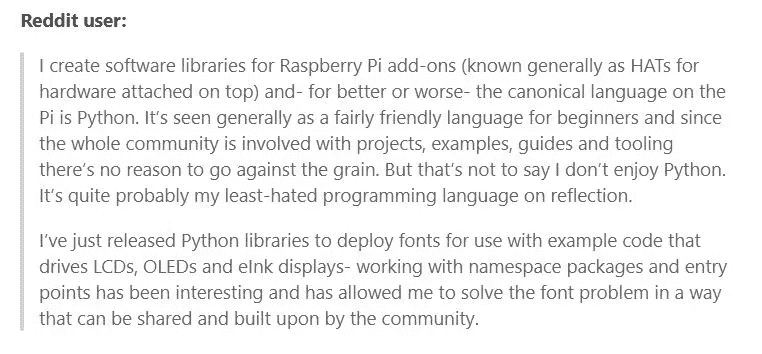 Reddit user:
I create software libraries for Raspberry Pi add-ons (known generally as HATs for
hardware attached on top) and- for better or worse- the canonical language on the
Pi is Python. It’s seen generally as a fairly friendly language for beginners and since
the whole community is involved with projects, examples, guides and tooling
there’s no reason to go against the grain. But that’s not to say I don’t enjoy Python.
It’s quite probably my least-hated programming language on reflection.
I’ve just released Python libraries to deploy fonts for use with example code that
drives LCDs, OLEDs and eInk displays- working with namespace packages and entry
points has been interesting and has allowed me to solve the font problem in a way
that can be shared and built upon by the community.